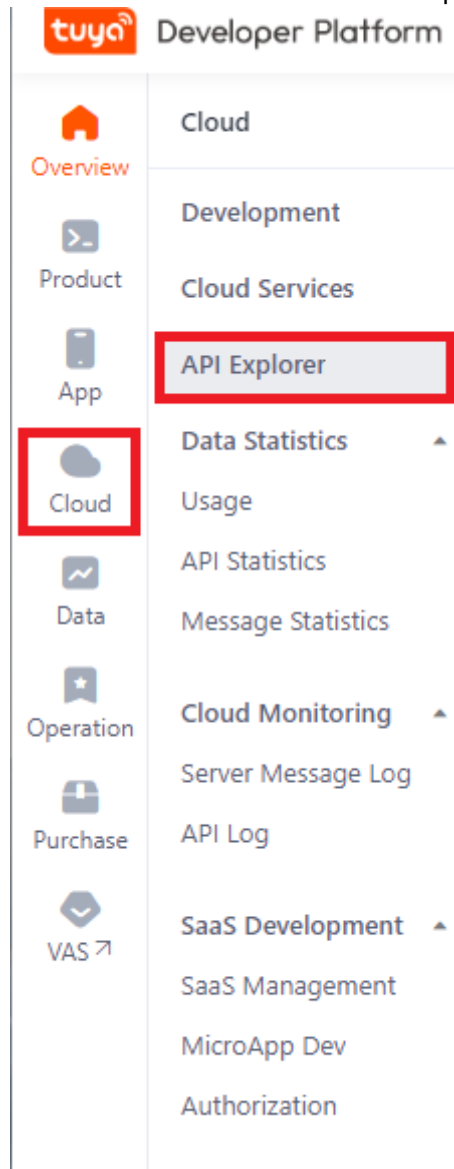 tuya Developer Platform
Overview
Product
App
Cloud
Data
Operation
Purchase
VAS
Cloud
Development
Cloud Services
API Explorer
Data Statistics
Usage
API Statistics
Message Statistics
Cloud Monitoring
Server Message Log
API Log
SaaS Development
SaaS Management
MicroApp Dev
Authorization